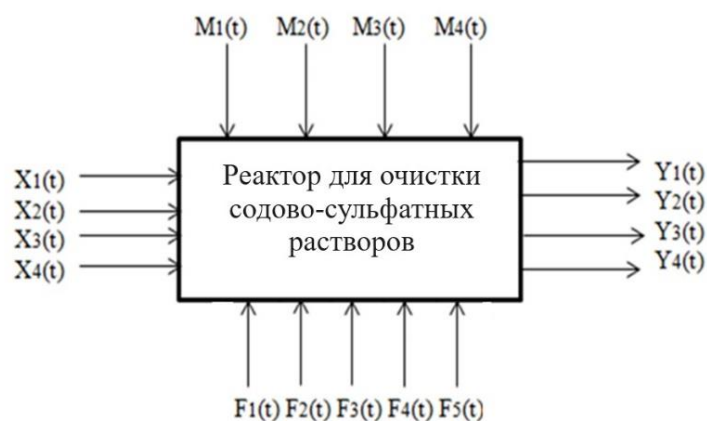 M1(t) M2(t) M3(t) M4(t)
X1(t)
X2(t)
X3(t)
X4(t)
Реактор для очистки
содово-сульфатных
растворов
Y1(t)
Y2(t)
Y3(t)
Y4(t)
F1(t) F2(t) F3(t) F4(t) F5(t)